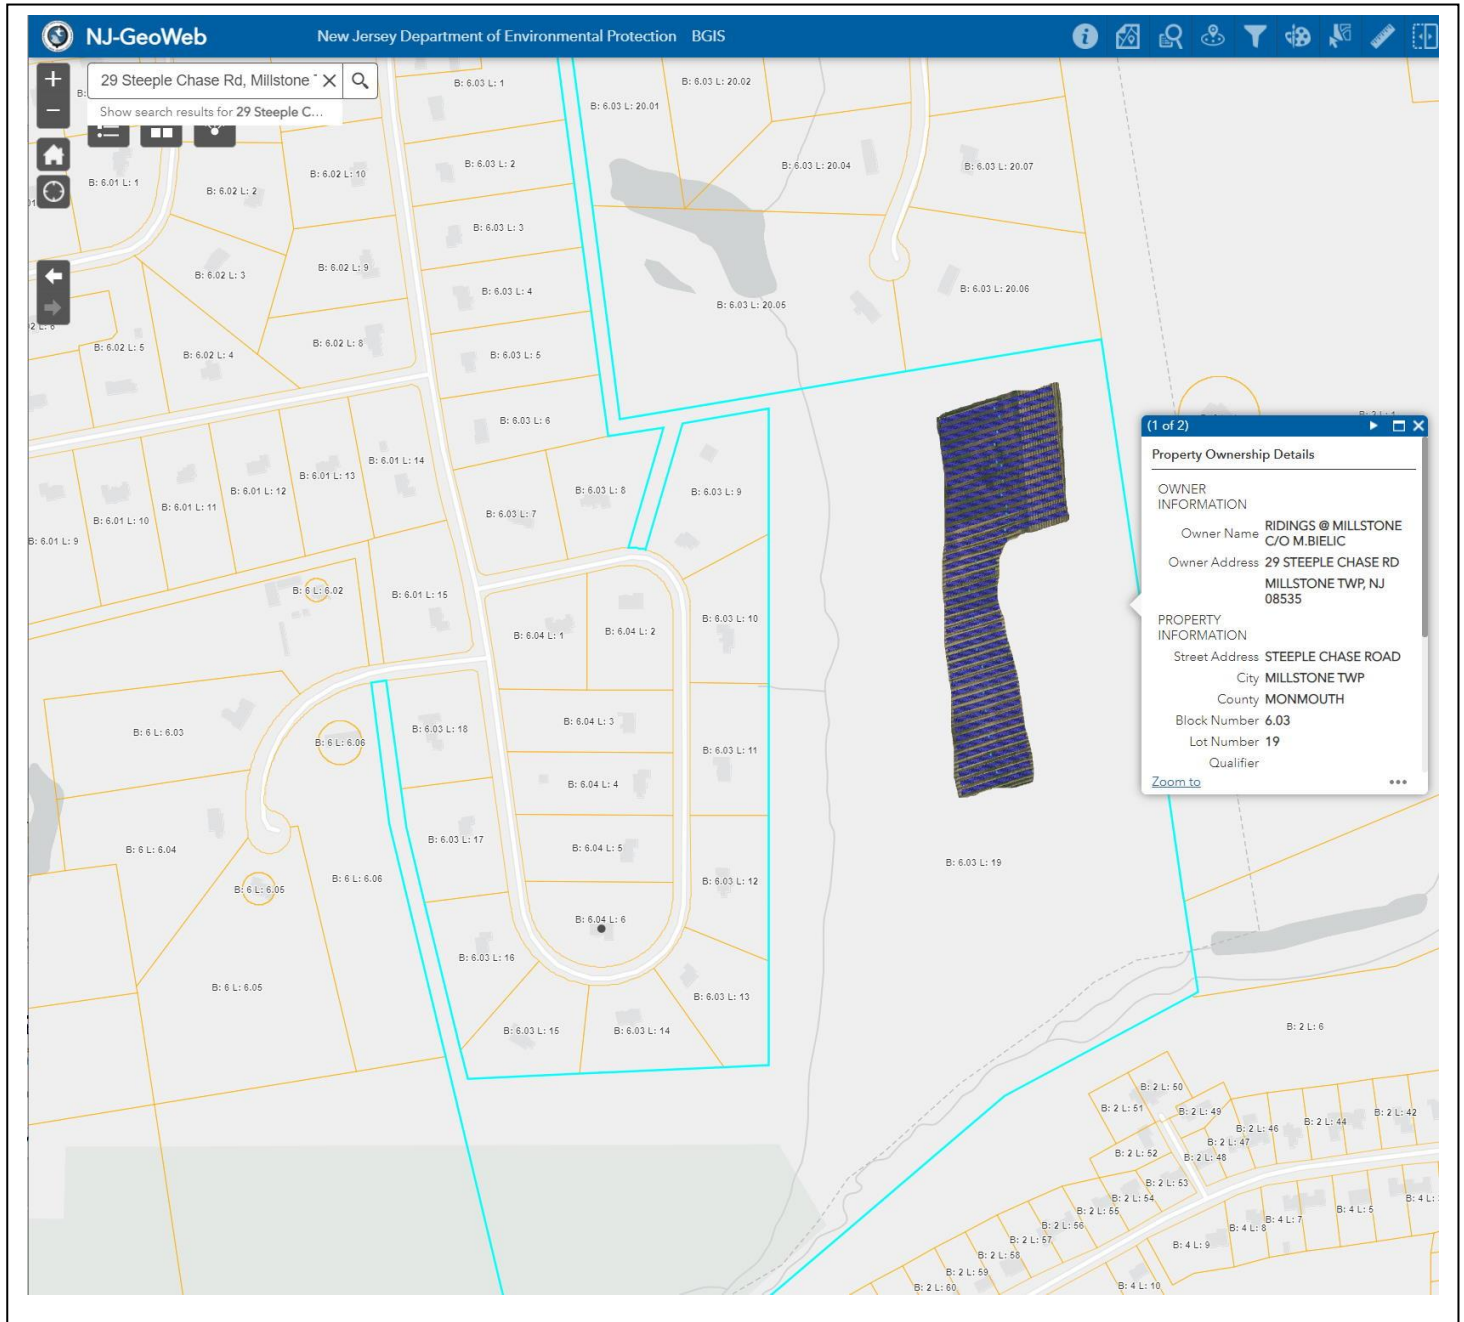 NJ-GeoWeb
New Jersey Department of Environmental Protection BGIS
29 Steeple Chase Rd, Millstone
Show search results for 29 Steeple C...
B: 6.03 L: 1
B: 6.03 L: 20.02
B: 6.03 L: 20.01
B: 6.01 L: 1
B: 6.02 L: 2
B: 6.02 L: 10
B: 6.03 L: 2
B: 6.03 L: 20.04
B: 6.03 L: 20.07
B: 6.03 L: 3
B: 6.02 L: 3
B: 6.02 L: 9
B: 6.03 L: 4
B: 6.03 L: 20.05
B: 6.03 L: 20.06
B: 6.02 L: 5
B: 6.02 L: 4
B: 6.02 L: 8
B: 6.03 L: 5
B: 6.03 L: 6
B: 6.01 L: 9
B: 6.01 L: 10
B: 6.01 L: 11
B: 6.01 L: 12
B: 6.01 L: 13
B: 6.01 L: 14
B: 6.03 L: 7
B: 6.03 L: 8
B: 6.03 L: 9
B: 6 L: 6.02
B: 6.01 L: 15
B: 6.04 L: 1
B: 6.04 L: 2
B: 6.03 L: 10
B: 6 L: 6.03
B: 6 L: 6.06
B: 6.03 L: 18
B: 6.04 L: 3
B: 6.03 L: 11
B: 6.04 L: 4
B: 6 L: 6.04
B: 6.03 L: 17
B: 6.04 L: 5
B: 6 L: 6.05
B: 6 L: 6.06
B: 6.03 L: 12
B: 6.03 L: 19
B: 6.04 L: 6
B: 6.03 L: 16
B: 6 L: 6.05
B: 6.03 L: 13
B: 6.03 L: 15
B: 6.03 L: 14
(1 of 2)
Property Ownership Details
OWNER
INFORMATION
Owner Name RIDINGS @ MILLSTONE
C/O M.BIELIC
Owner Address 29 STEEPLE CHASE RD
MILLSTONE TWP, NJ
08535
PROPERTY
INFORMATION
Street Address STEEPLE CHASE ROAD
City MILLSTONE TWP
County MONMOUTH
Block Number 6.03
Lot Number 19
Qualifier
Zoom to
B: 2 L: 6
B: 2 L: 50
B: 2 L: 51
B: 2 L: 49
B: 2 L: 46
B: 2 L: 44
B: 2 L: 42
B: 2 L: 47
B: 2 L: 52
B: 2 L: 48
B: 2 L: 53
B: 2 L: 54
B: 2 L: 55
B: 2 L: 56
B: 2 L: 57
B: 2 L: 58
B: 2 L: 59
B: 2 L: 60
B: 4 L: 5
B: 4 L: 7
B: 4 L: 8
B: 4 L: 9
B: 4 L: 10